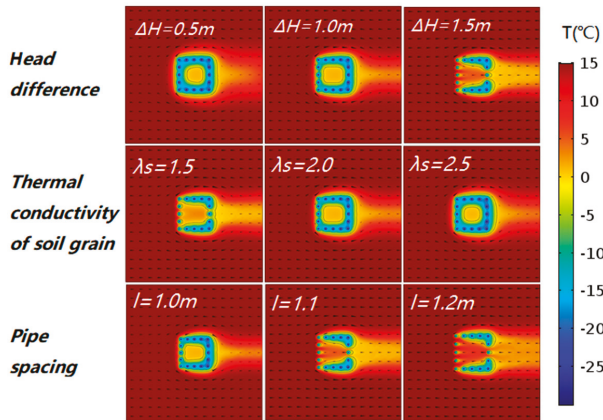 ΔH=0.5m
ΔH=1.0m
ΔH=1.5m
T(℃)
Head
difference
λs=1.5
λs=2.0
λs=2.5
Thermal
conductivity
of soil grain
l=1.0m
l=1.1
l=1.2m
Pipe
spacing
15
10
5
0
-5
-10
-15
-20
-25